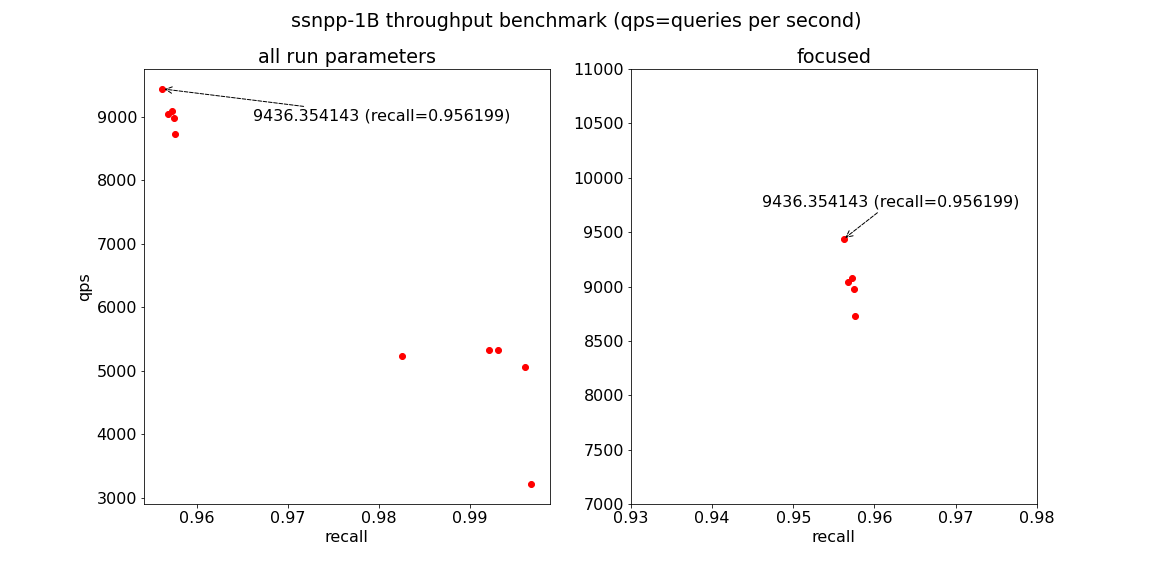 ssnpp-1B throughput benchmark (qps=queries per second)
all run parameters
9436.354143 (recall=0.956199)
9000
8000
7000
6000
5000
4000
3000
qps
0.96 0.97 0.98 0.99
recall
focused
9436.354143 (recall=0.956199)
11000
10500
10000
9500
9000
8500
8000
7500
7000
0.93 0.94 0.95 0.96 0.97 0.98
recall